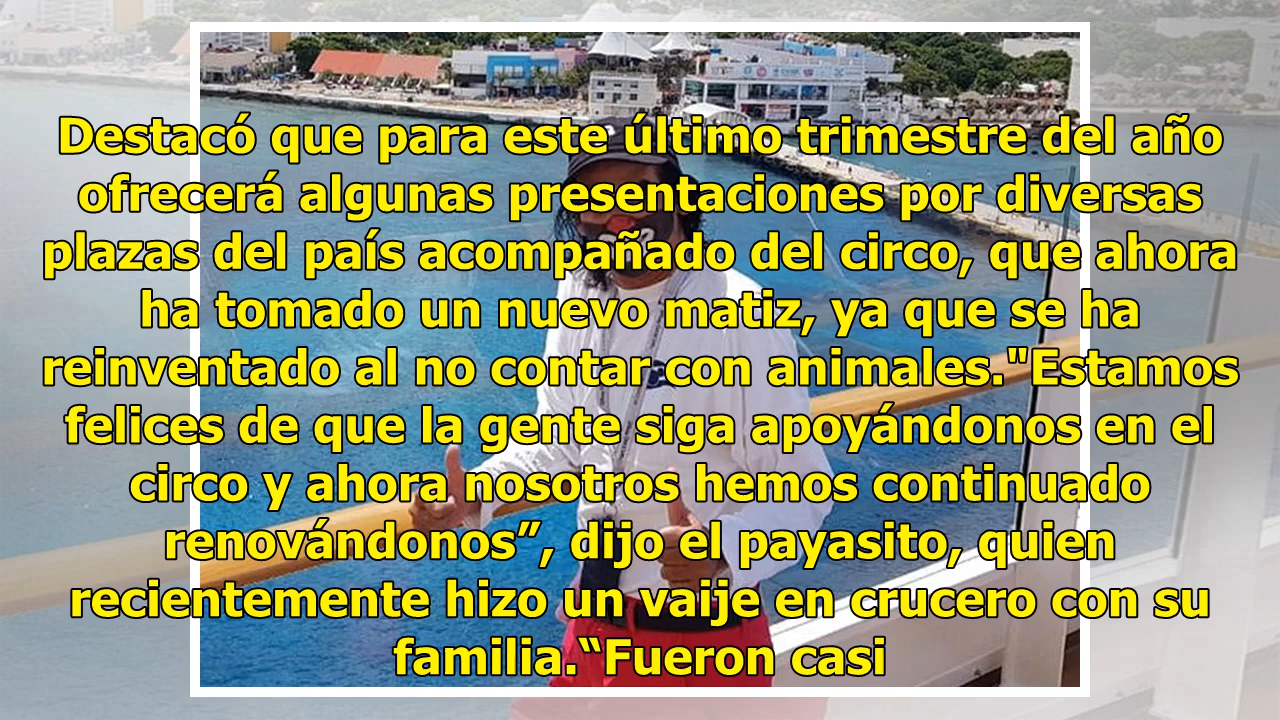 Destacó que para este último trimestre del año
ofrecerá algunas presentaciones por diversas
plazas del país acompañado del circo, que ahora
ha tomado un nuevo matiz, ya que se ha
reinventado al no contar con animales."Estamos
felices de que la gente siga apoyándonos en el
circo y ahora nosotros hemos continuado
renovándonos”, dijo el payasito, quien
recientemente hizo un vaije en crucero con su
familia.“Fueron casi